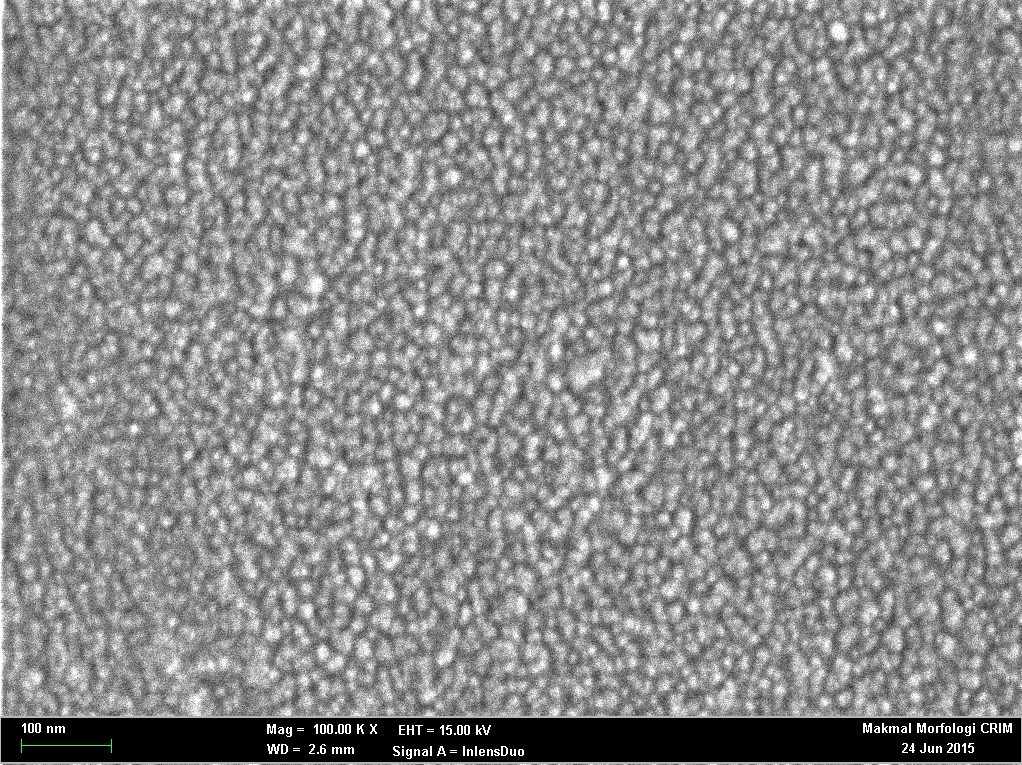 100 nm
Mag = 100.00 K X EHT = 15.00 kV
Makmal Morfologi CRIM
WD = 2.6 mm Signal A = InlensDuo
24 Jun 2015